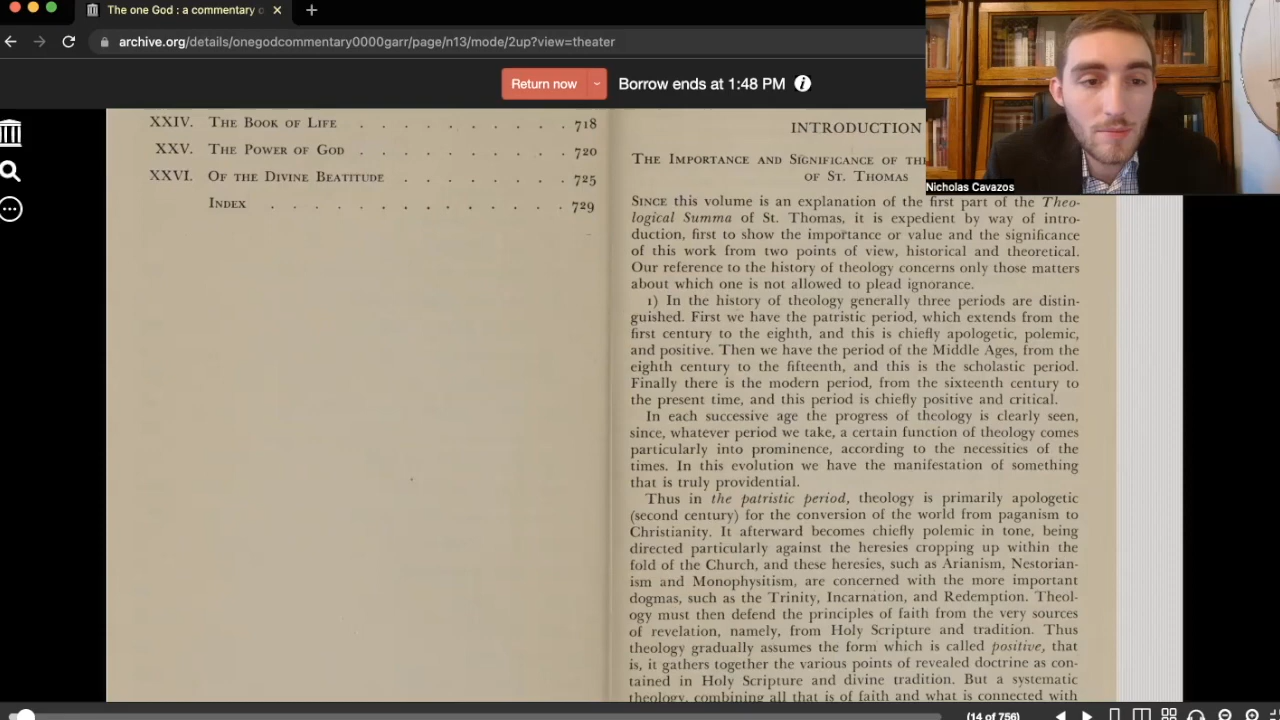 The one God : a commentary o
archive.org/details/onegodcommentary0000garr/page/n13/mode/2up?view=theater
Return now
Borrow ends at 1:48 PM
Nicholas Cavazos
XXIV. The Book of Life . . . . . . . . . 718
XXV. The Power of God . . . . . . . . . 720
XXVI. Of the Divine Beatitude . . . . . . . 725
Index . . . . . . . . . . . . . 729
INTRODUCTION
The Importance and Significance of the
of St. Thomas
Since this volume is an explanation of the first part of the Theo-
logical Summa of St. Thomas, it is expedient by way of intro-
duction, first to show the importance or value and the significance
of this work from two points of view, historical and theoretical.
Our reference to the history of theology concerns only those matters
about which one is not allowed to plead ignorance.
1) In the history of theology generally three periods are distin-
guished. First we have the patristic period, which extends from the
first century to the eighth, and this is chiefly apologetic, polemic,
and positive. Then we have the period of the Middle Ages, from the
eighth century to the fifteenth, and this is the scholastic period.
Finally there is the modern period, from the sixteenth century to
the present time, and this period is chiefly positive and critical.
In each successive age the progress of theology is clearly seen,
since, whatever period we take, a certain function of theology comes
particularly into prominence, according to the necessities of the
times. In this evolution we have the manifestation of something
that is truly providential.
Thus in the patristic period, theology is primarily apologetic
(second century) for the conversion of the world from paganism to
Christianity. It afterward becomes chiefly polemic in tone, being
directed particularly against the heresies cropping up within the
fold of the Church, and these heresies, such as Arianism, Nestorian-
ism and Monophysitism, are concerned with the more important
dogmas, such as the Trinity, Incarnation, and Redemption. Theol-
ogy must then defend the principles of faith from the very sources
of revelation, namely, from Holy Scripture and tradition. Thus
theology gradually assumes the form which is called positive, that
is, it gathers together the various points of revealed doctrine as con-
tained in Holy Scripture and divine tradition. But a systematic
theology, combining all that is of faith and what is connected with
(14 of 756)